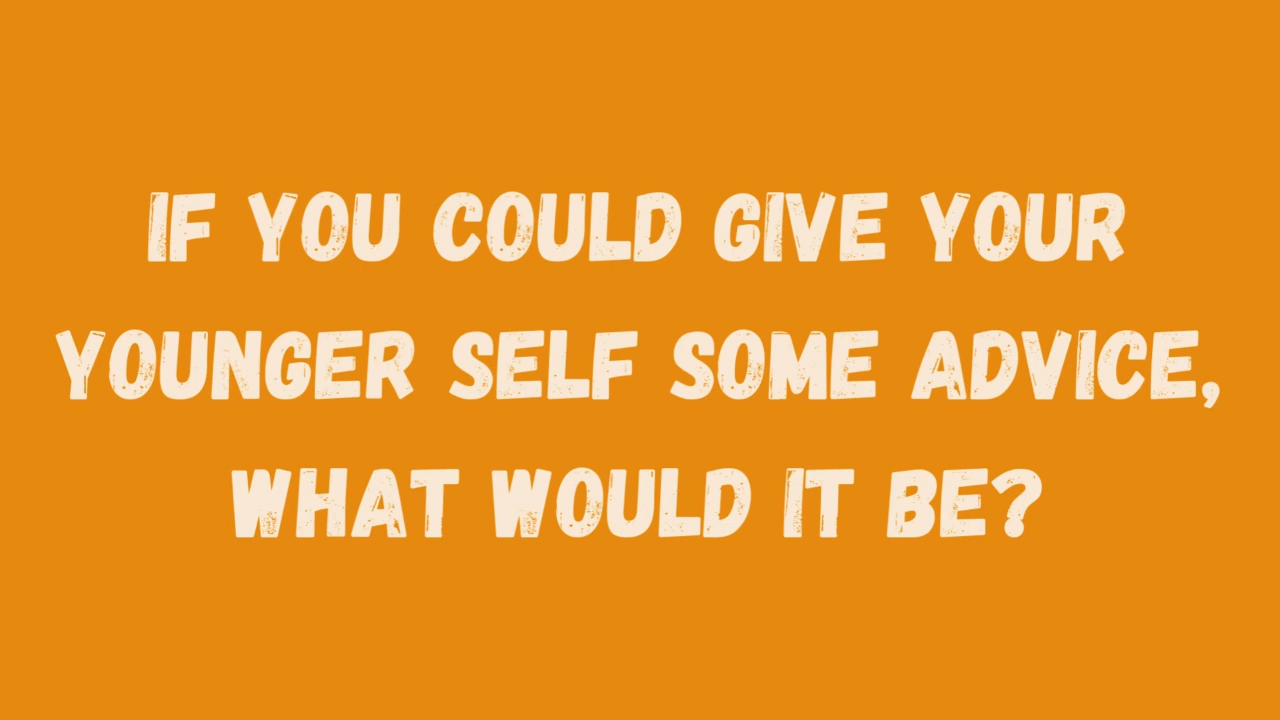 IF YOU COULD GIVE YOUR
YOUNGER SELF SOME ADVICE,
WHAT WOULD IT BE?